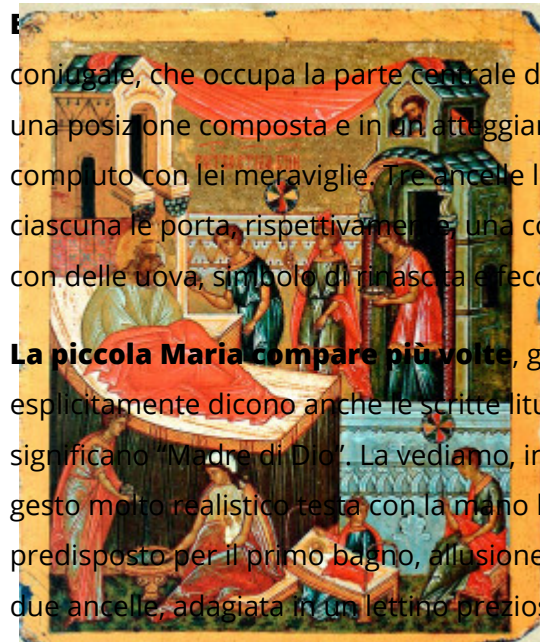 E
coniugale, che occupa la parte centrale d
una posizione composta e in un atteggiam
compiuto con lei meraviglie. Tre ancelle l
ciascuna le porta, rispettivamente, una co
con delle uova, simbolo di rinascita e feco
La piccola Maria compare più volte, g
esplicitamente dicono anche le scritte litu
significano “Madre di Dio”. La vediamo, in
gesto molto realistico testa con la mano l
predisposto per il primo bagno, allusione
due ancelle, adagiata in un lettino prezios